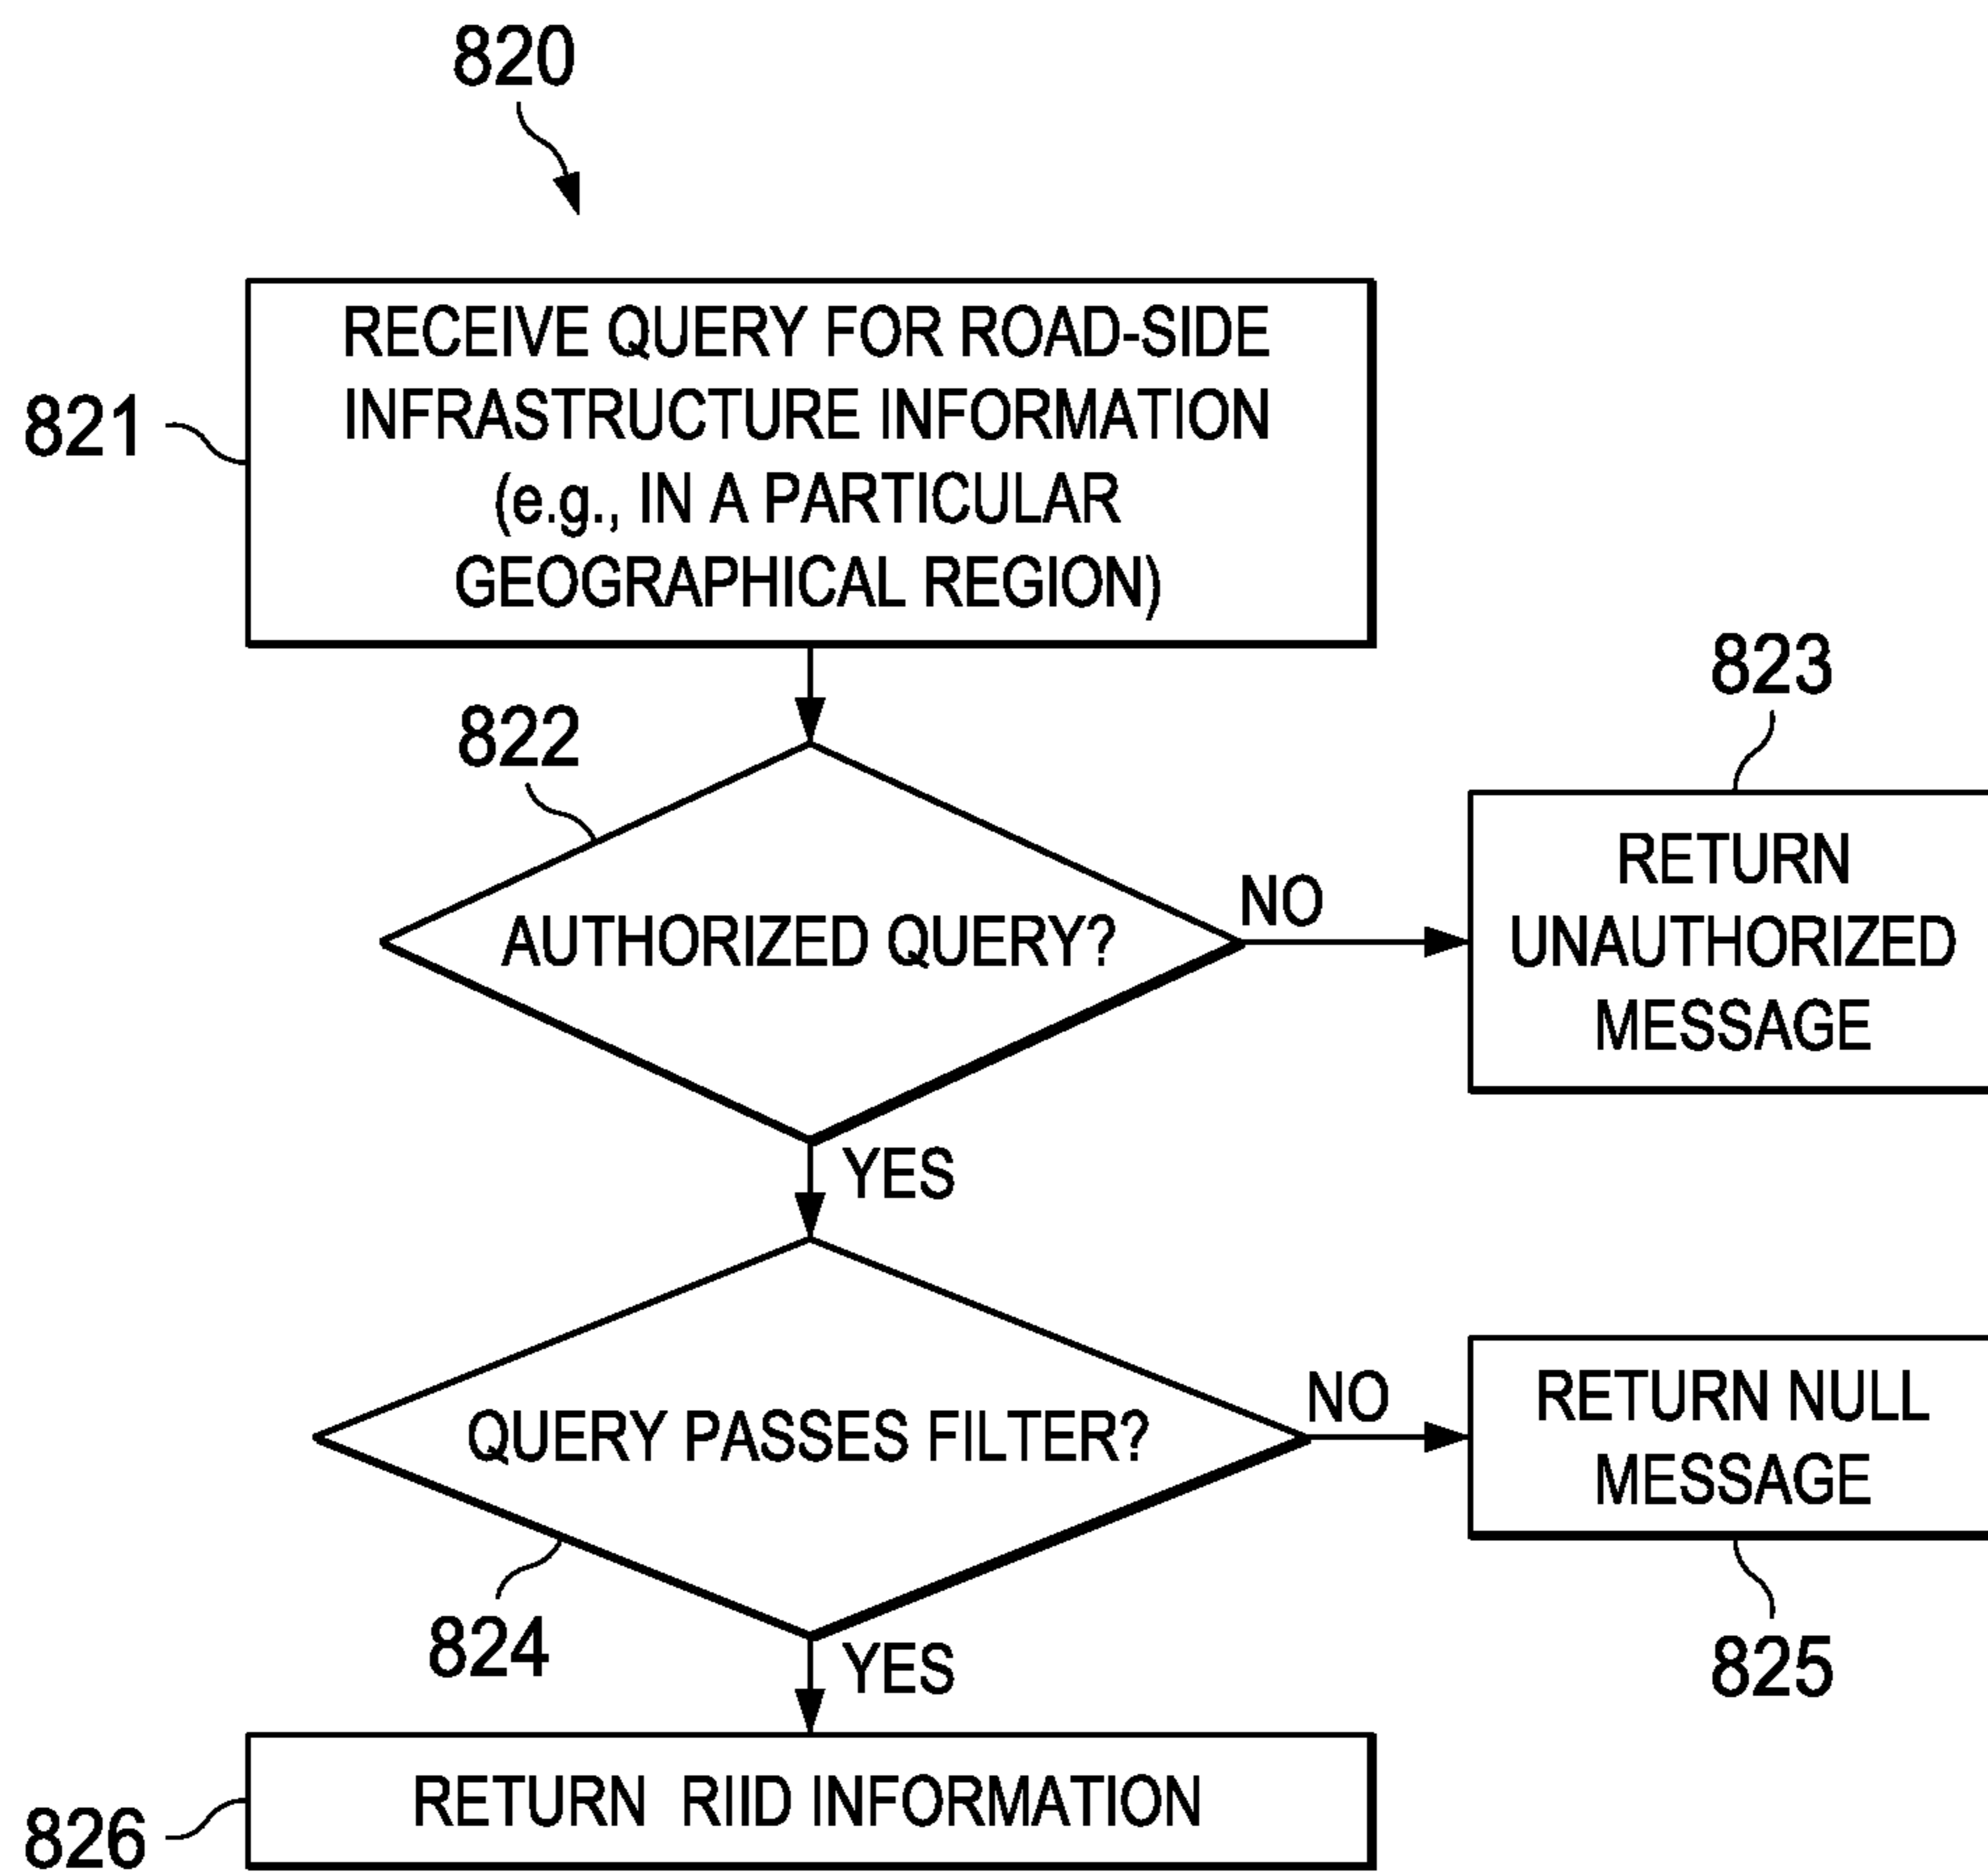 820
RECEIVE QUERY FOR ROAD-SIDE
INFRASTRUCTURE INFORMATION
(e.g., IN A PARTICULAR
GEOGRAPHICAL REGION)
821
822
823
AUTHORIZED QUERY?
NO
RETURN
UNAUTHORIZED
MESSAGE
YES
QUERY PASSES FILTER?
NO
RETURN NULL
MESSAGE
824
825
YES
RETURN RIID INFORMATION
826